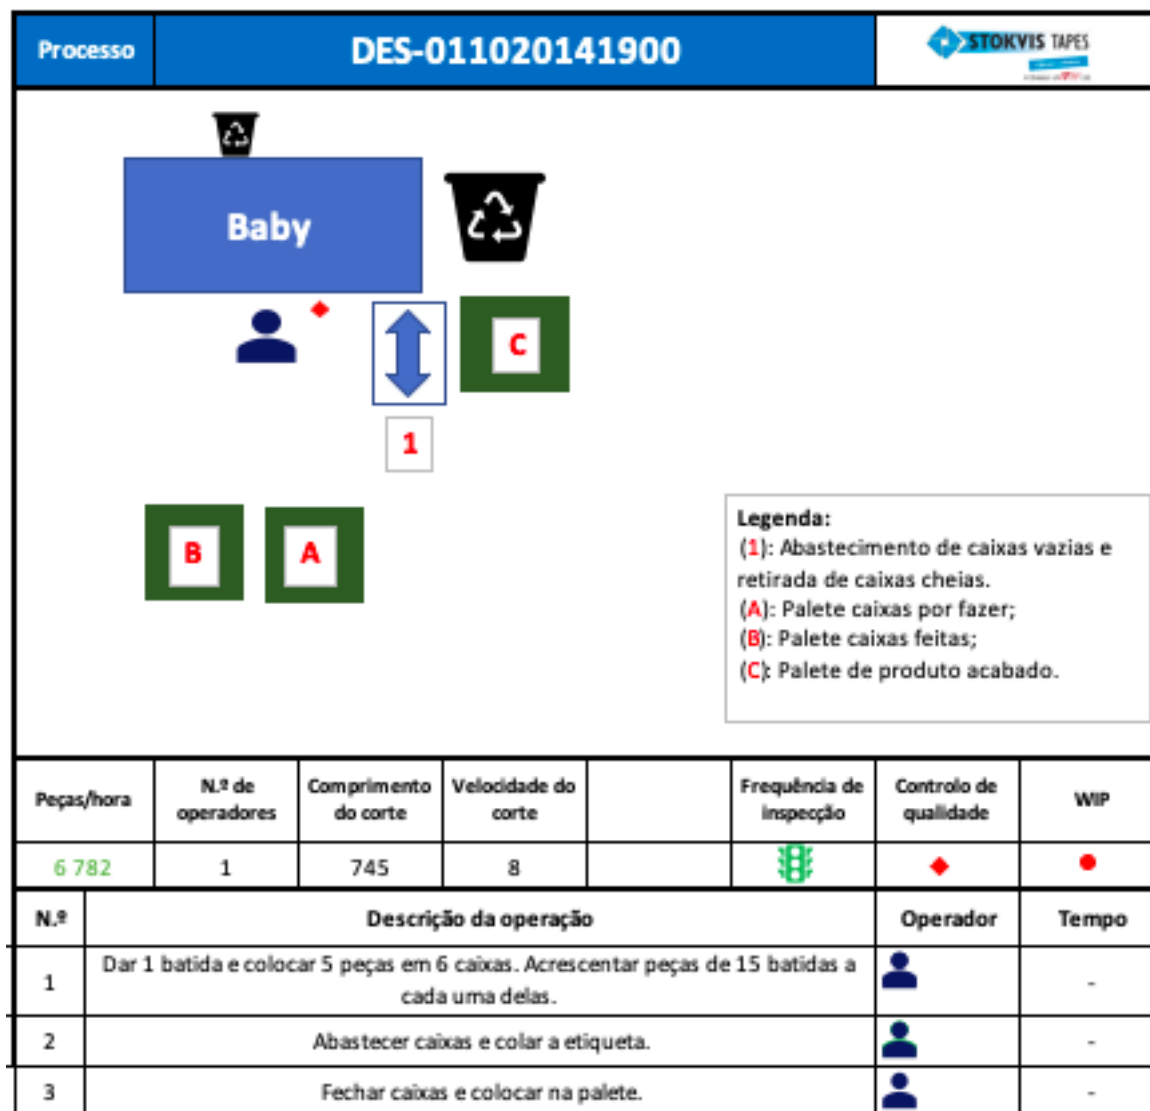 Processo
DES-011020141900
STOKVIS TAPES
Baby
C
1
B
A
Legenda:
(1): Abastecimento de caixas vazias e
retirada de caixas cheias.
(A): Palete caixas por fazer;
(B): Palete caixas feitas;
(C): Palete de produto acabado.
Peças/hora
N.º de
operadores
Comprimento
do corte
Velocidade do
corte
Frequência de
inspecção
Controlo de
qualidade
WIP
6 782
1
745
8
N.º
Descrição da operação
Operador
Tempo
1
Dar 1 batida e colocar 5 peças em 6 caixas. Acrescentar peças de 15 batidas a
cada uma delas.
-
2
Abastecer caixas e colar a etiqueta.
-
3
Fechar caixas e colocar na palete.
-